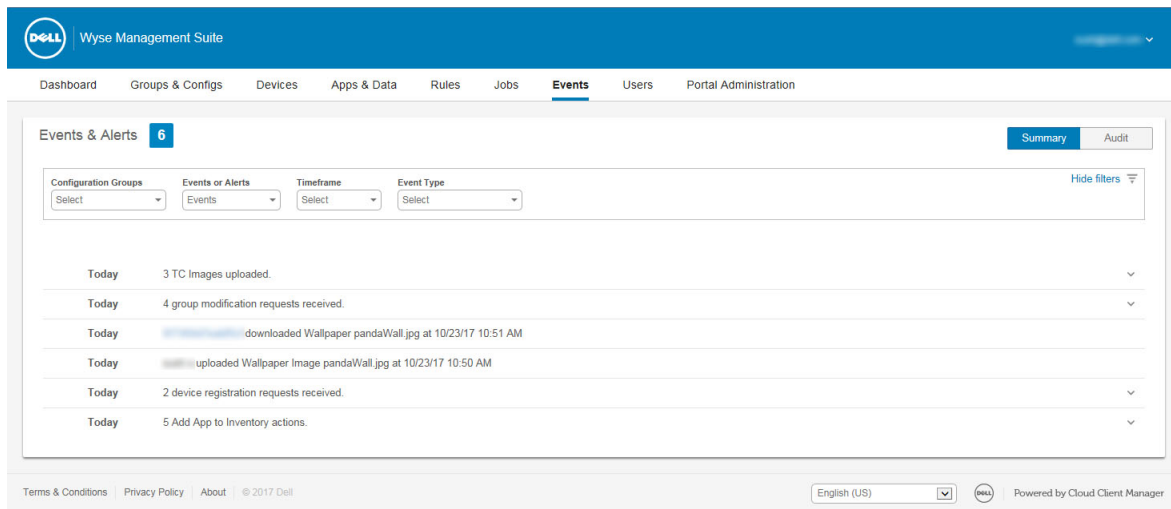 DELL Wyse Management Suite
Dashboard Groups & Configs Devices Apps & Data Rules Jobs Events Users Portal Administration
Events & Alerts 6 Summary Audit
Configuration Groups Events or Alerts Timeframe Event Type Hide filters
Select Events Select Select
Today 3 TC Images uploaded.
Today 4 group modification requests received.
Today downloaded Wallpaper pandaWall.jpg at 10/23/17 10:51 AM
Today uploaded Wallpaper Image pandaWall.jpg at 10/23/17 10:50 AM
Today 2 device registration requests received.
Today 5 Add App to Inventory actions.
Terms & Conditions Privacy Policy About © 2017 Dell English (US) DELL Powered by Cloud Client Manager